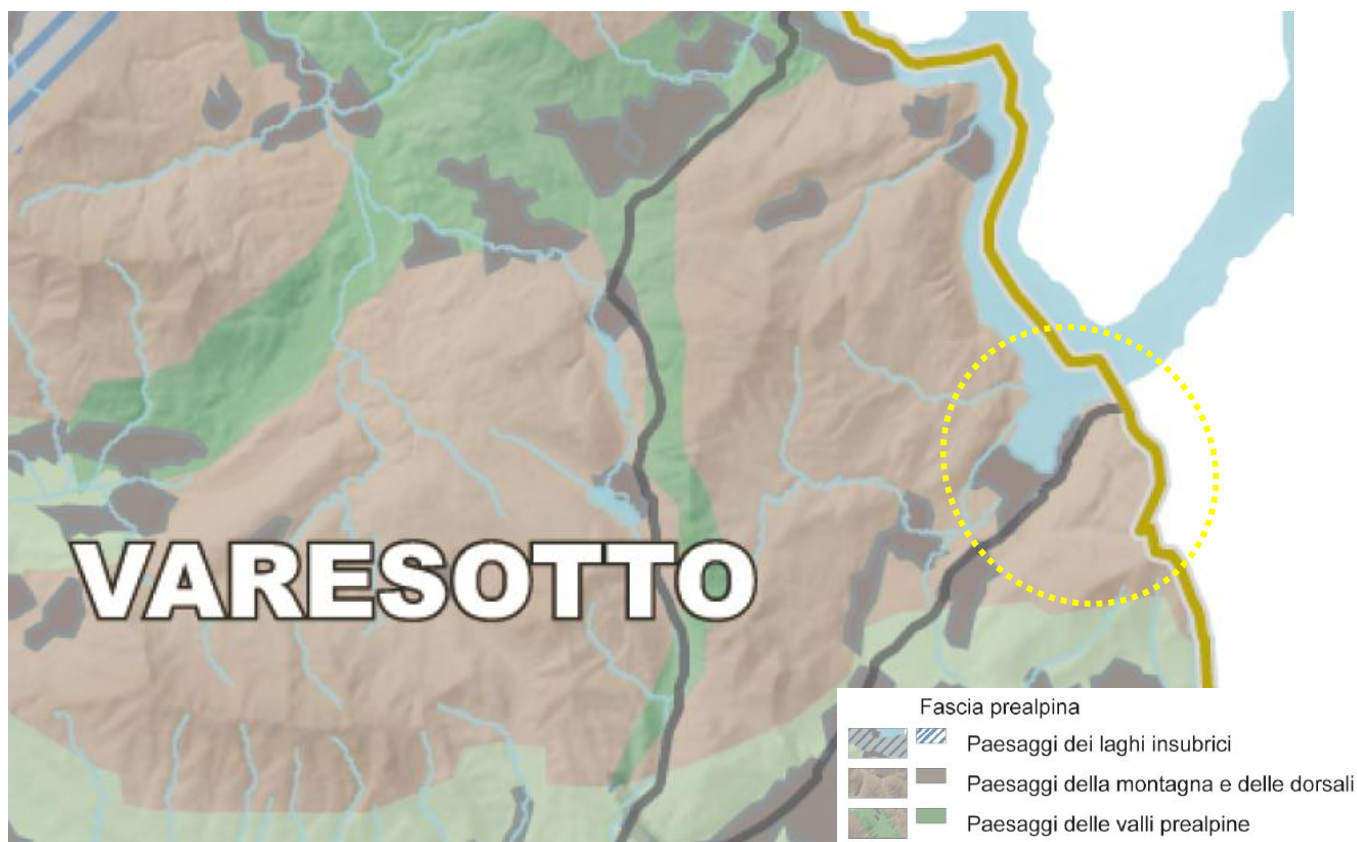 VARESOTTO
Fascia prealpina
Paesaggi dei laghi insubrici
Paesaggi della montagna e delle dorsali
Paesaggi delle valli prealpine